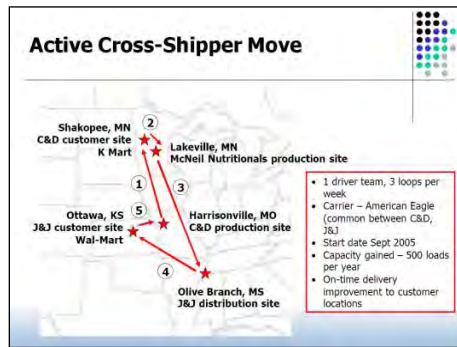 Active Cross-Shipper Move
2
Shakopee, MN
C&D customer site
K Mart
Lakeville, MN
McNeil Nutritionals production site
1
3
5
Ottawa, KS
J&J customer site
Wal-Mart
Harrisonville, MO
C&D production site
4
Olive Branch, MS
J&J distribution site
• 1 driver team, 3 loops per
week
• Carrier – American Eagle
(common between C&D,
J&J
• Start date Sept 2005
• Capacity gained – 500 loads
per year
• On-time delivery
improvement to customer
locations